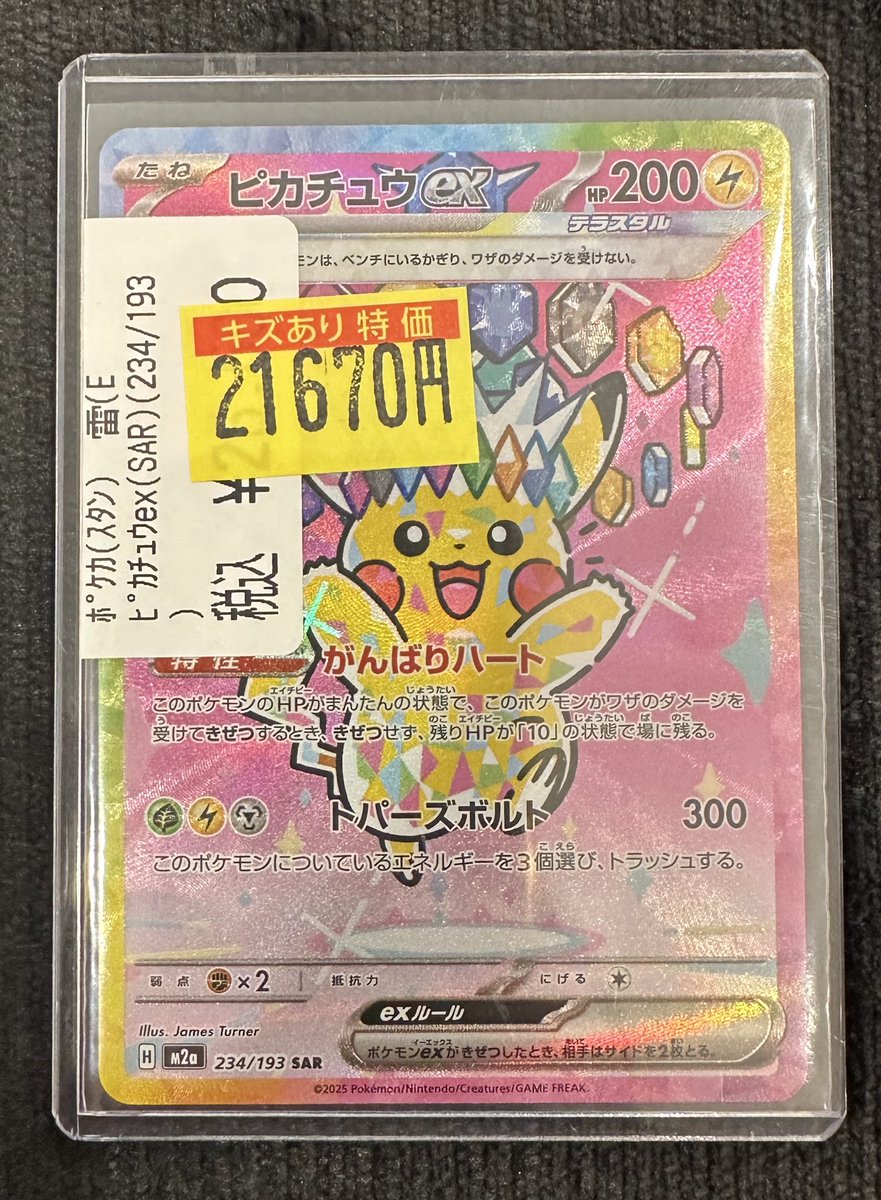 たね ピカチュウex HP200
テラスタル
ンは、ベンチにいるかぎり、ワザのダメージを受けない。
キズあり特価
21670円
ポケカ(スタン) 雷(E
ピカチュウex(SAR)(234/193
)
税込 ¥
特性 がんばりハート
このポケモンのHPがまんたんの状態で、このポケモンがワザのダメージを
受けてきぜつするとき、きぜつせず、残りHPが「10」の状態で場に残る。
トパーズボルト 300
このポケモンについているエネルギーを3個選び、トラッシュする。
弱点 ×2 抵抗力 にげる
exルール
ポケモンexがきぜつしたとき、相手はサイドを2枚とる。
Illus. James Turner
H M2a 234/193 SAR
©2025 Pokémon/Nintendo/Creatures/GAME FREAK.